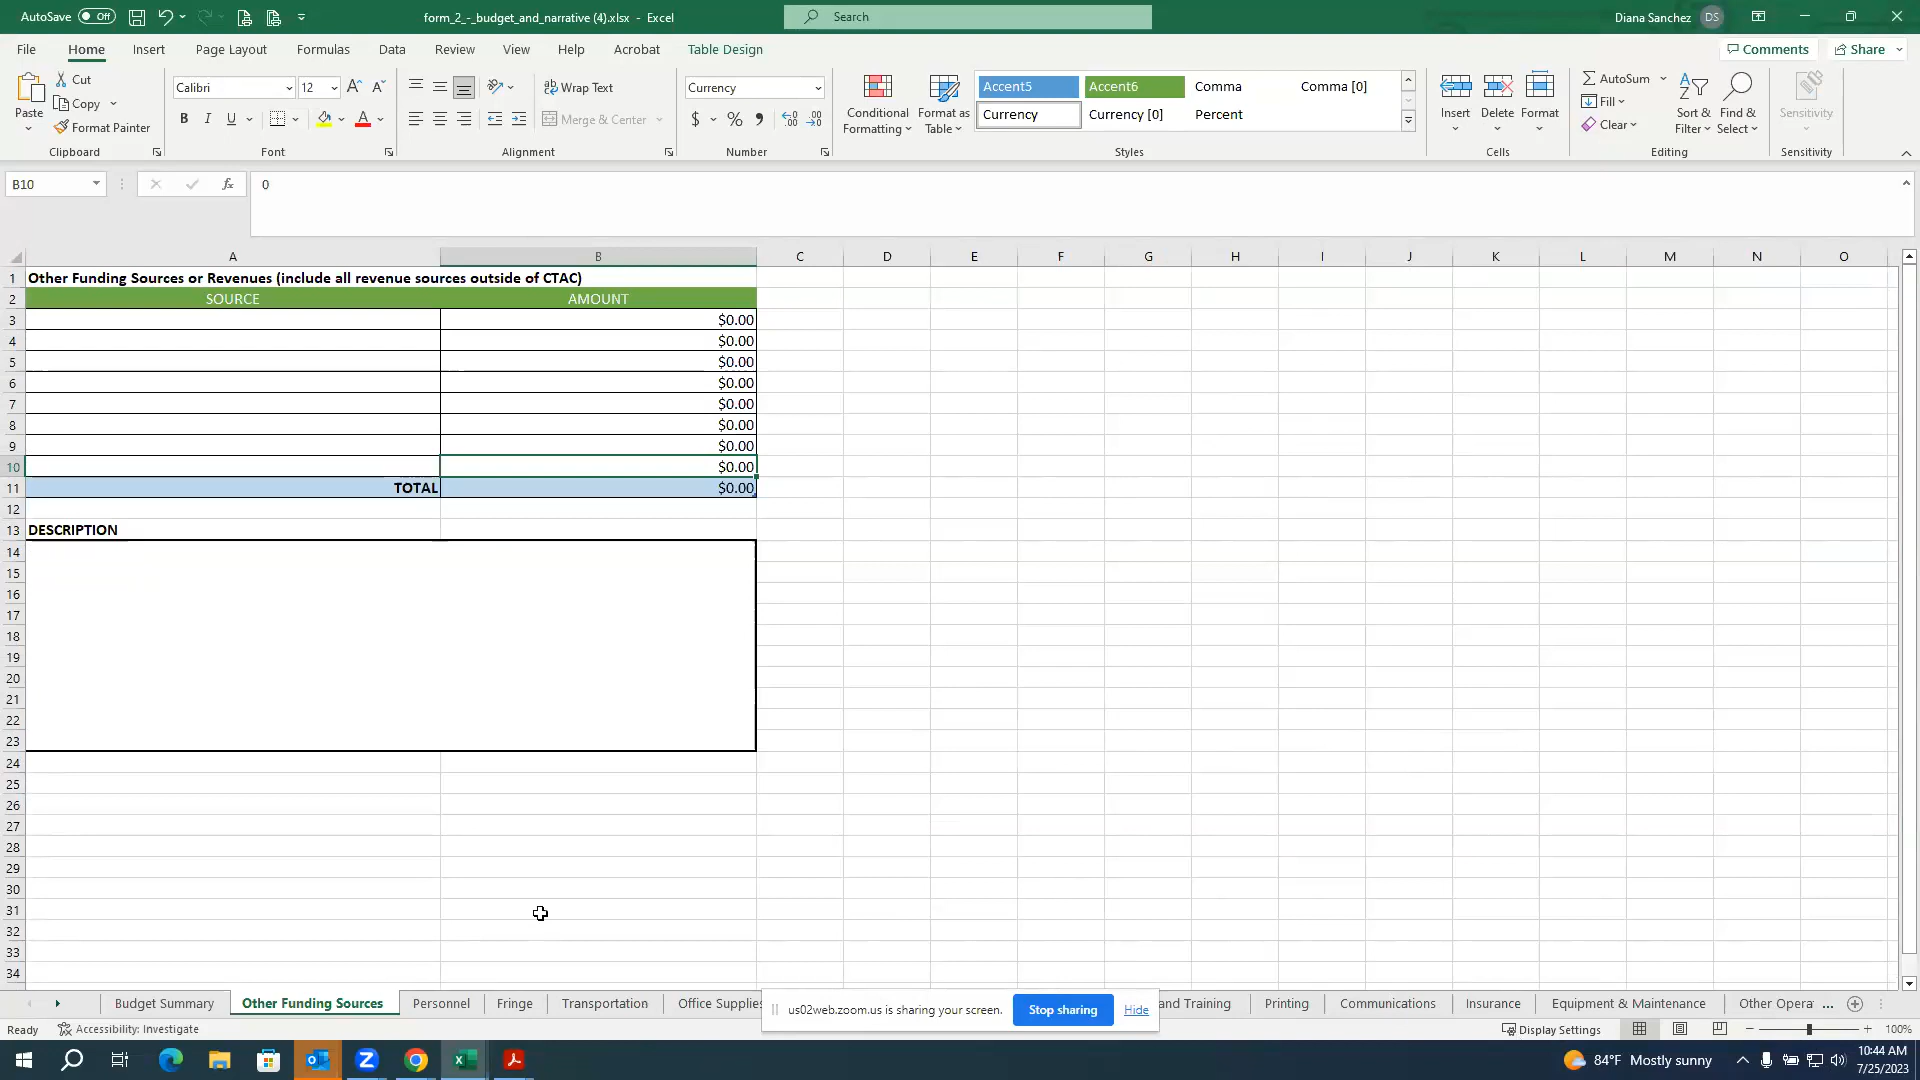 AutoSave Off form_2_-_budget_and_narrative (4).xlsx - Excel Search Diana Sanchez DS
File Home Insert Page Layout Formulas Data Review View Help Acrobat Table Design Comments Share
Paste Cut Copy Format Painter Clipboard
Calibri 12 B I U A A Font
Wrap Text Merge & Center Alignment
Currency $ % 9 Number
Conditional Formatting Format as Table
Accent5 Accent6 Comma Comma [0]
Currency Currency [0] Percent
Styles
Insert Delete Format Cells
AutoSum Fill Clear Sort & Filter Find & Select Editing
Sensitivity Sensitivity
B10 fx 0
A B C D E F G H I J K L M N O
1 Other Funding Sources or Revenues (include all revenue sources outside of CTAC)
2 SOURCE AMOUNT
3 $0.00
4 $0.00
5 $0.00
6 $0.00
7 $0.00
8 $0.00
9 $0.00
10 $0.00
11 TOTAL $0.00
12
13 DESCRIPTION
14
15
16
17
18
19
20
21
22
23
24
25
26
27
28
29
30
31
32
33
34
Budget Summary Other Funding Sources Personnel Fringe Transportation Office Supplies and Training Printing Communications Insurance Equipment & Maintenance Other Opera ...
us02web.zoom.us is sharing your screen. Stop sharing Hide
Ready Accessibility: Investigate Display Settings 100%
84°F Mostly sunny 10:44 AM
7/25/2023